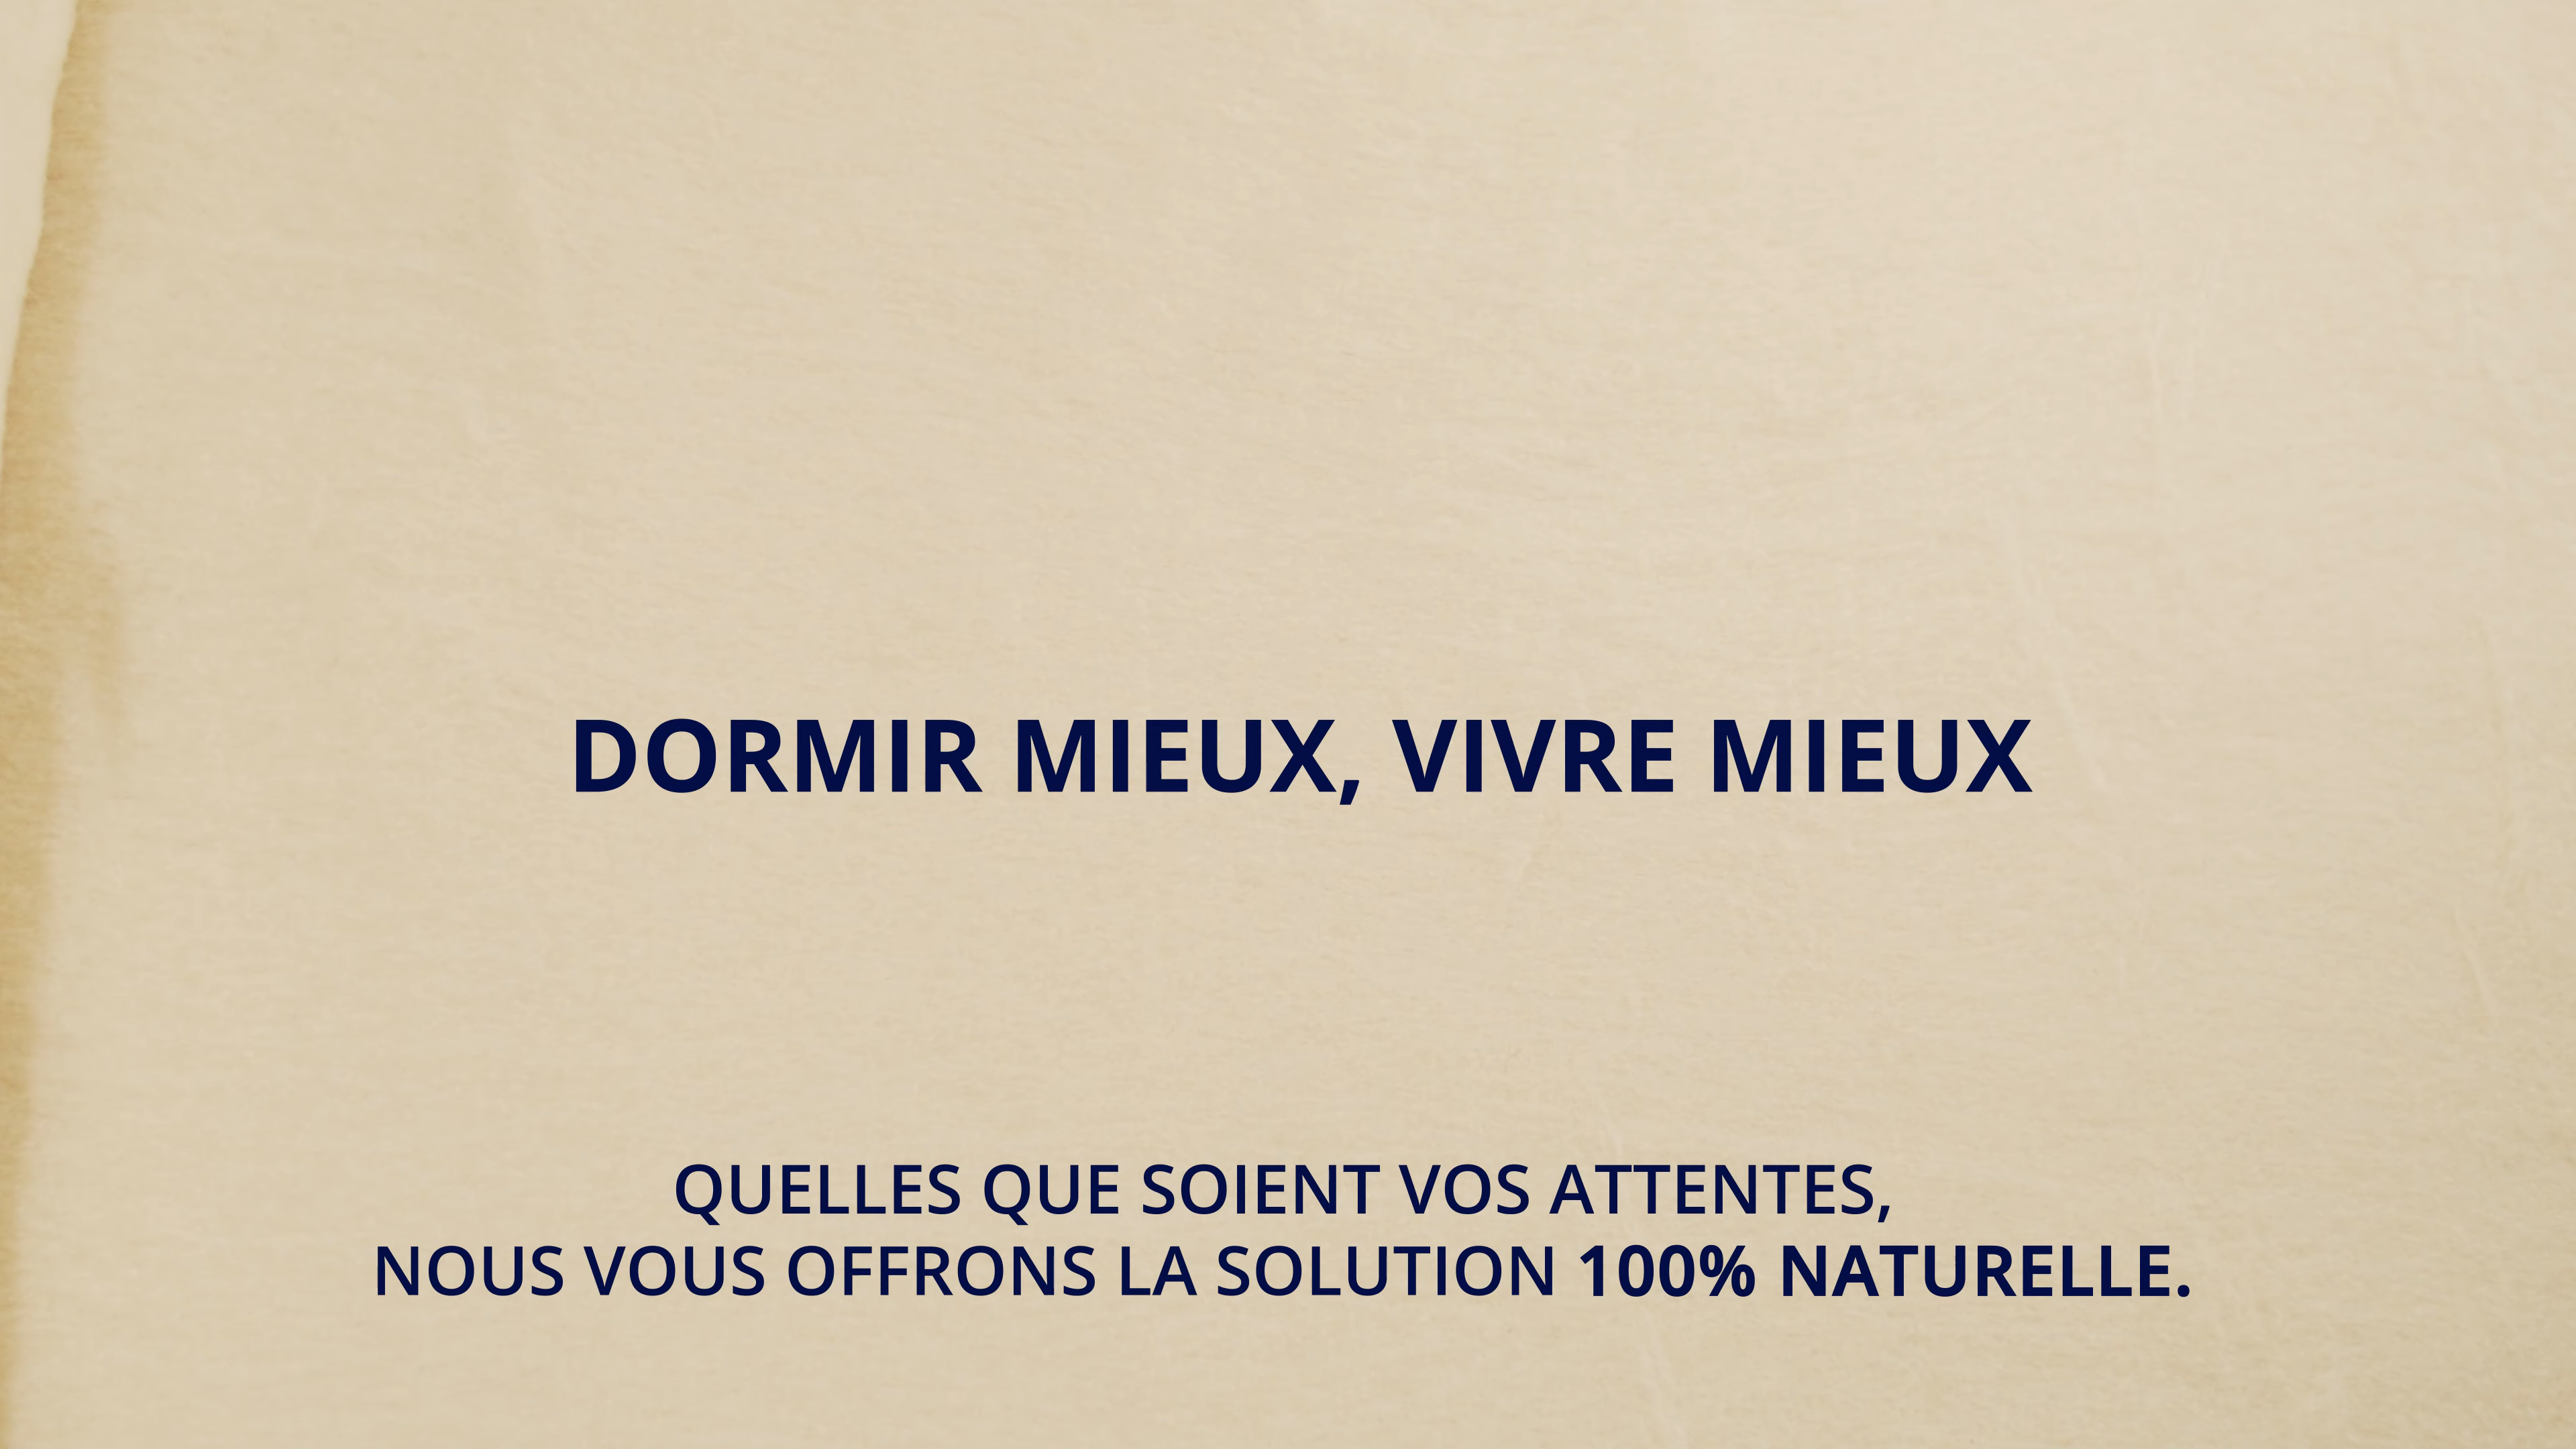 DORMIR MIEUX, VIVRE MIEUX
QUELLES QUE SOIENT VOS ATTENTES,
NOUS VOUS OFFRONS LA SOLUTION 100% NATURELLE.